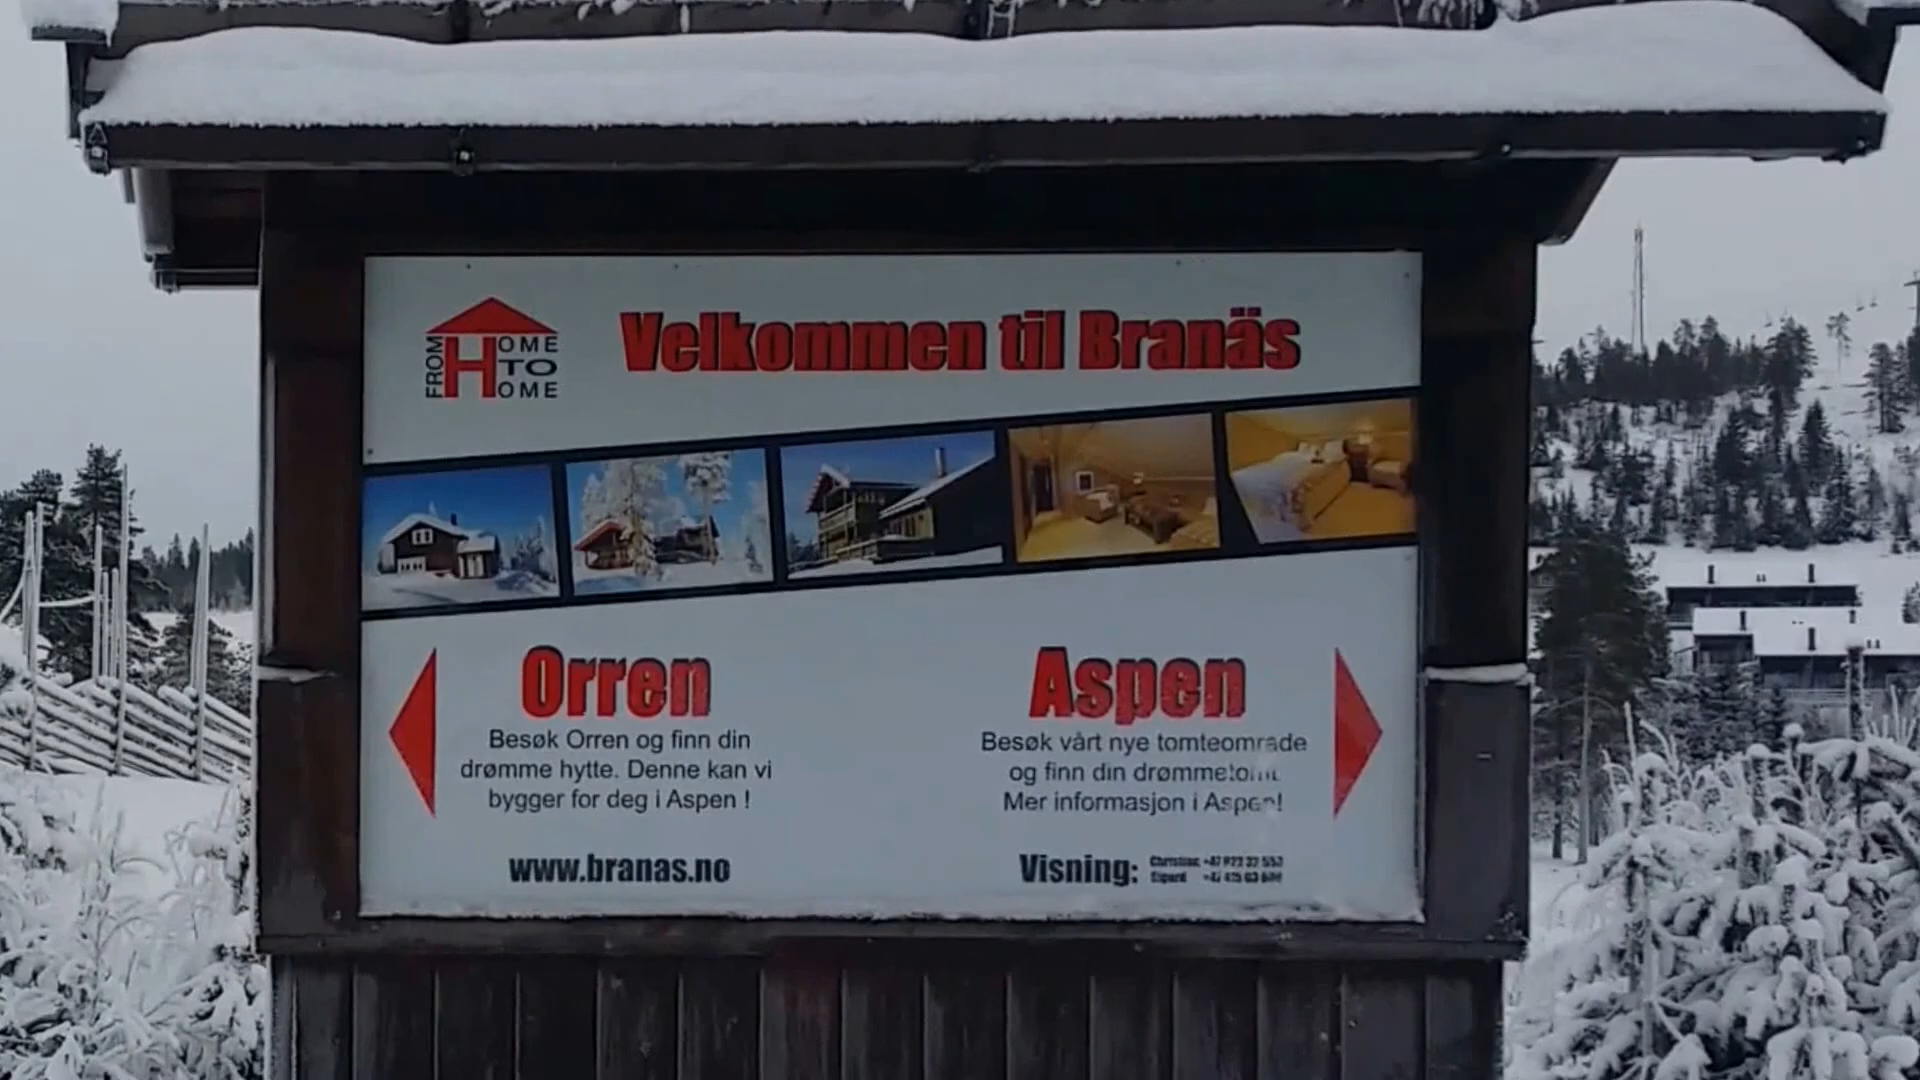 FROM HOME
TO
HOME
Velkommen til Branäs
Orren
Besøk Orren og finn din
drømme hytte. Denne kan vi
bygger for deg i Aspen !
www.branas.no
Aspen
Besøk vårt nye tomteområde
og finn din drømmetomt.
Mer informasjon i Aspen!
Visning: